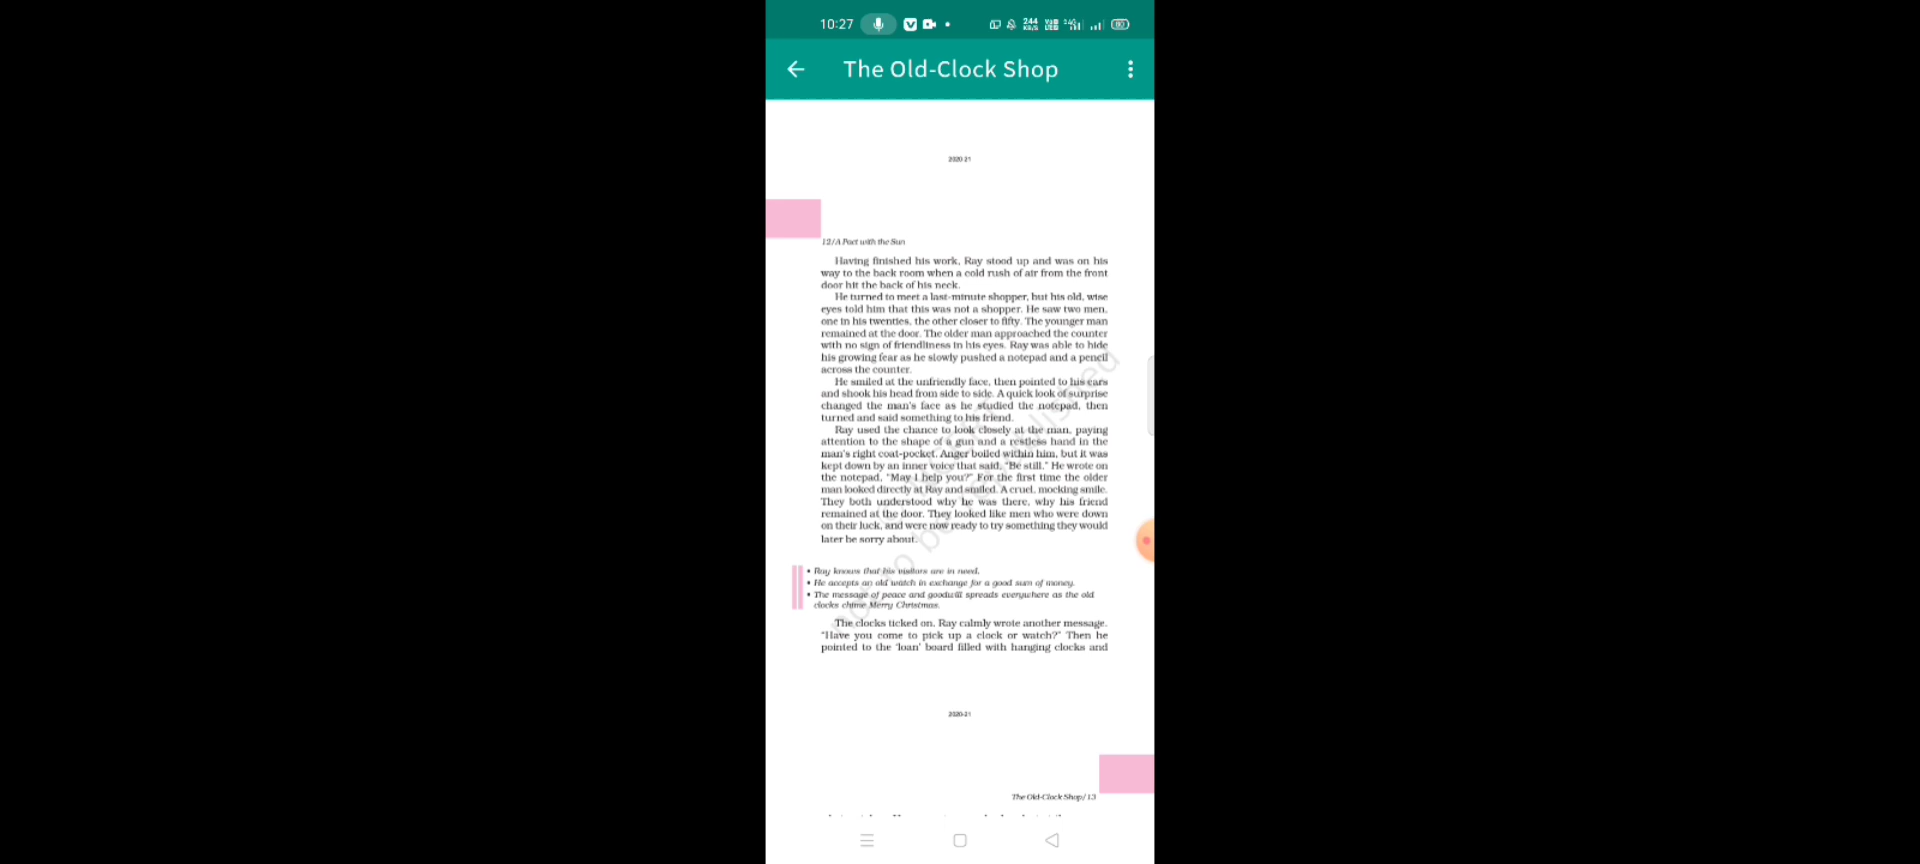 10:27
244 KB/S
80
The Old-Clock Shop
2020-21
12/A Pact with the Sun
Having finished his work, Ray stood up and was on his
way to the back room when a cold rush of air from the front
door hit the back of his neck.
He turned to meet a last-minute shopper, but his old, wise
eyes told him that this was not a shopper. He saw two men,
one in his twenties, the other closer to fifty. The younger man
remained at the door. The older man approached the counter
with no sign of friendliness in his eyes. Ray was able to hide
his growing fear as he slowly pushed a notepad and a pencil
across the counter.
He smiled at the unfriendly face, then pointed to his ears
and shook his head from side to side. A quick look of surprise
changed the man's face as he studied the notepad, then
turned and said something to his friend.
Ray used the chance to look closely at the man, paying
attention to the shape of a gun and a restless hand in the
man's right coat-pocket. Anger boiled within him, but it was
kept down by an inner voice that said, "Be still." He wrote on
the notepad, "May I help you?" For the first time the older
man looked directly at Ray and smiled. A cruel, mocking smile.
They both understood why he was there, why his friend
remained at the door. They looked like men who were down
on their luck, and were now ready to try something they would
later be sorry about.
• Ray knows that his visitors are in need.
• He accepts an old watch in exchange for a good sum of money.
• The message of peace and goodwill spreads everywhere as the old
clocks chime Merry Christmas.
The clocks ticked on. Ray calmly wrote another message.
"Have you come to pick up a clock or watch?" Then he
pointed to the 'loan' board filled with hanging clocks and
2020-21
The Old-Clock Shop/13